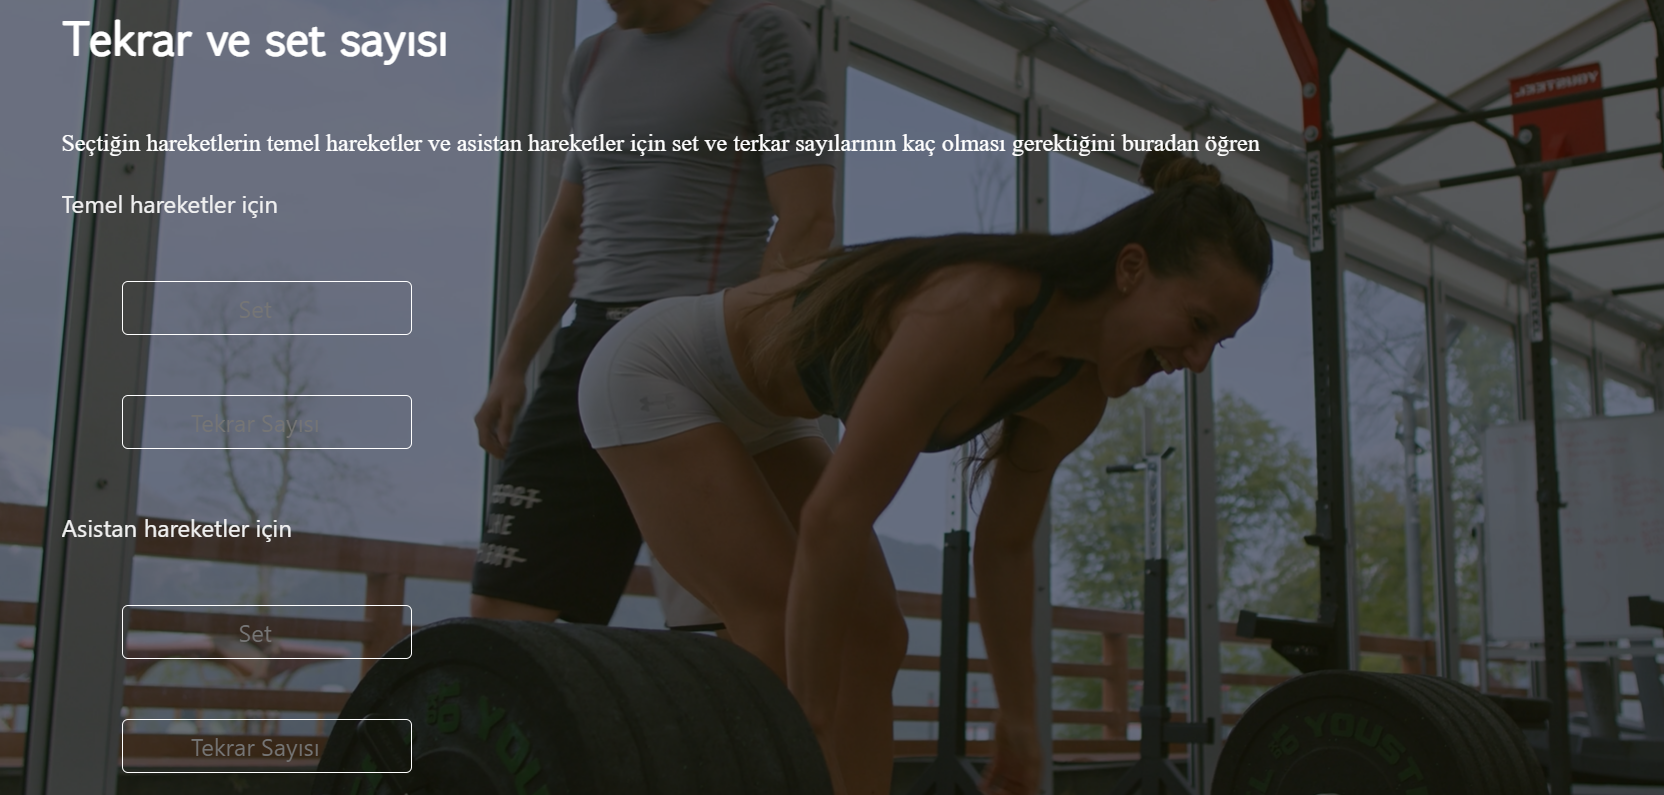 Tekrar ve set sayısı
Seçtiğin hareketlerin temel hareketler ve asistan hareketler için set ve terkar sayılarının kaç olması gerektiğini buradan öğren
Temel hareketler için
Set
Tekrar Sayısı
Asistan hareketler için
Set
Tekrar Sayısı
YOUSTEEL